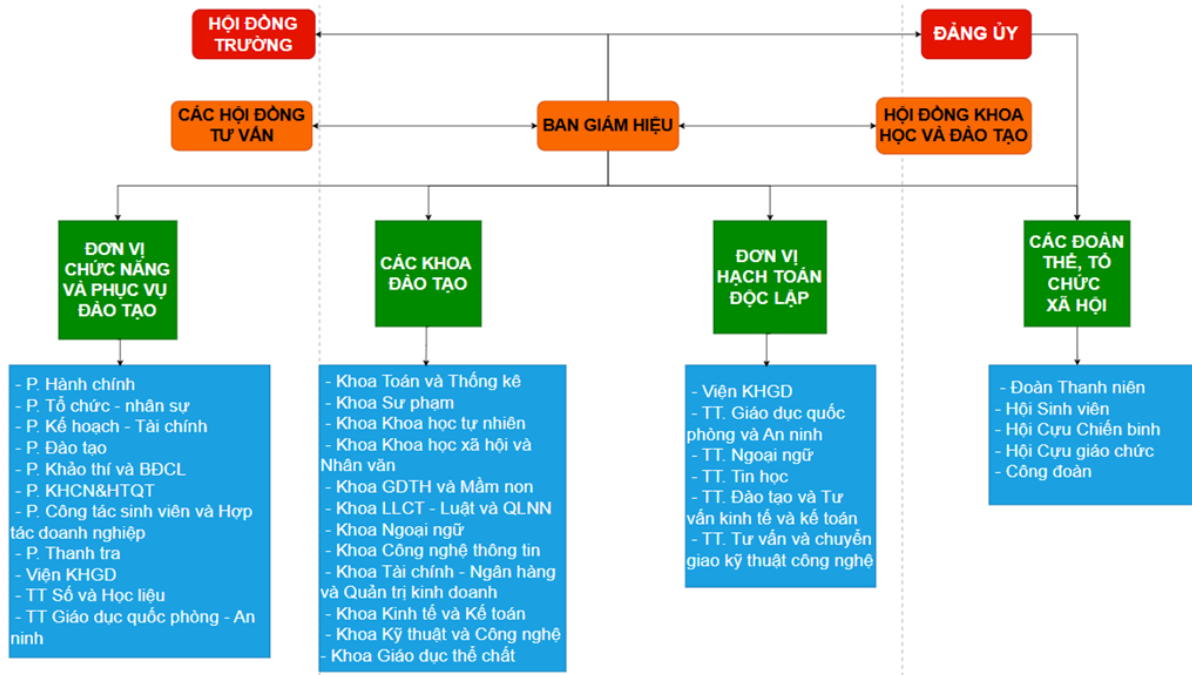 HỘI ĐỒNG
TRƯỜNG
ĐẢNG ỦY
CÁC HỘI ĐỒNG
TƯ VẤN
BAN GIÁM HIỆU
HỘI ĐỒNG KHOA
HỌC VÀ ĐÀO TẠO
ĐƠN VỊ
CHỨC NĂNG
VÀ PHỤC VỤ
ĐÀO TẠO
CÁC KHOA
ĐÀO TẠO
ĐƠN VỊ
HẠCH TOÁN
ĐỘC LẬP
CÁC ĐOÀN
THỂ, TỔ
CHỨC
XÃ HỘI
- P. Hành chính
- P. Tổ chức - nhân sự
- P. Kế hoạch - Tài chính
- P. Đào tạo
- P. Khảo thí và BĐCL
- P. KHCN&HTQT
- P. Công tác sinh viên và Hợp
tác doanh nghiệp
- P. Thanh tra
- Viện KHGD
- TT Số và Học liệu
- TT Giáo dục quốc phòng - An
ninh
- Khoa Toán và Thống kê
- Khoa Sư phạm
- Khoa Khoa học tự nhiên
- Khoa Khoa học xã hội và
Nhân văn
- Khoa GDTH và Mầm non
- Khoa LLCT - Luật và QLNN
- Khoa Ngoại ngữ
- Khoa Công nghệ thông tin
- Khoa Tài chính - Ngân hàng
và Quản trị kinh doanh
- Khoa Kinh tế và Kế toán
- Khoa Kỹ thuật và Công nghệ
- Khoa Giáo dục thể chất
- Viện KHGD
- TT. Giáo dục quốc
phòng và An ninh
- TT. Ngoại ngữ
- TT. Tin học
- TT. Đào tạo và Tư
vấn kinh tế và kế toán
- TT. Tư vấn và chuyển
giao kỹ thuật công nghệ
- Đoàn Thanh niên
- Hội Sinh viên
- Hội Cựu Chiến binh
- Hội Cựu giáo chức
- Công đoàn